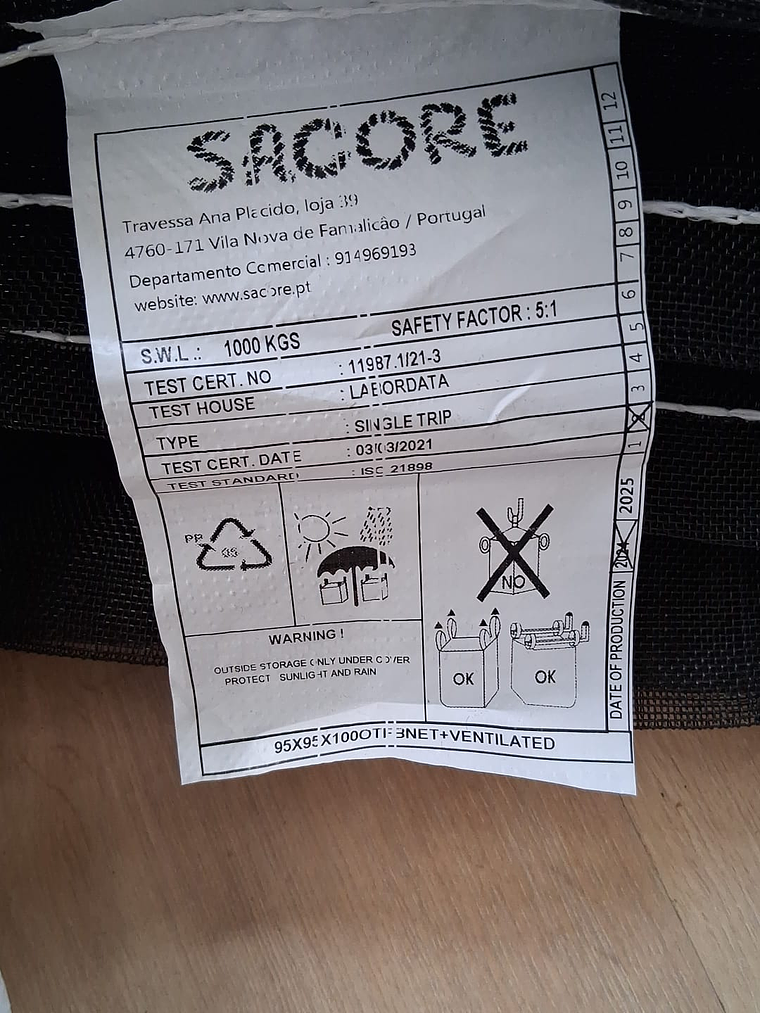 SACORE
Travessa Ana Placido, loja 39
4760-171 Vila Nova de Famalicão / Portugal
Departamento Comercial : 914969193
website: www.sacore.pt
S.W.L.: 1000 KGS SAFETY FACTOR : 5:1
TEST CERT. NO : 11987.1/21-3
TEST HOUSE : LABORDATA
TYPE : SINGLE TRIP
TEST CERT. DATE : 03/03/2021
TEST STANDARD : ISO 21898
PP
NO
WARNING !
OUTSIDE STORAGE ONLY UNDER COVER
PROTECT SUNLIGHT AND RAIN
OK OK
95X95X100OTFBNET+VENTILATED
DATE OF PRODUCTION 2024 2025 1 2 3 4 5 6 7 8 9 10 11 12